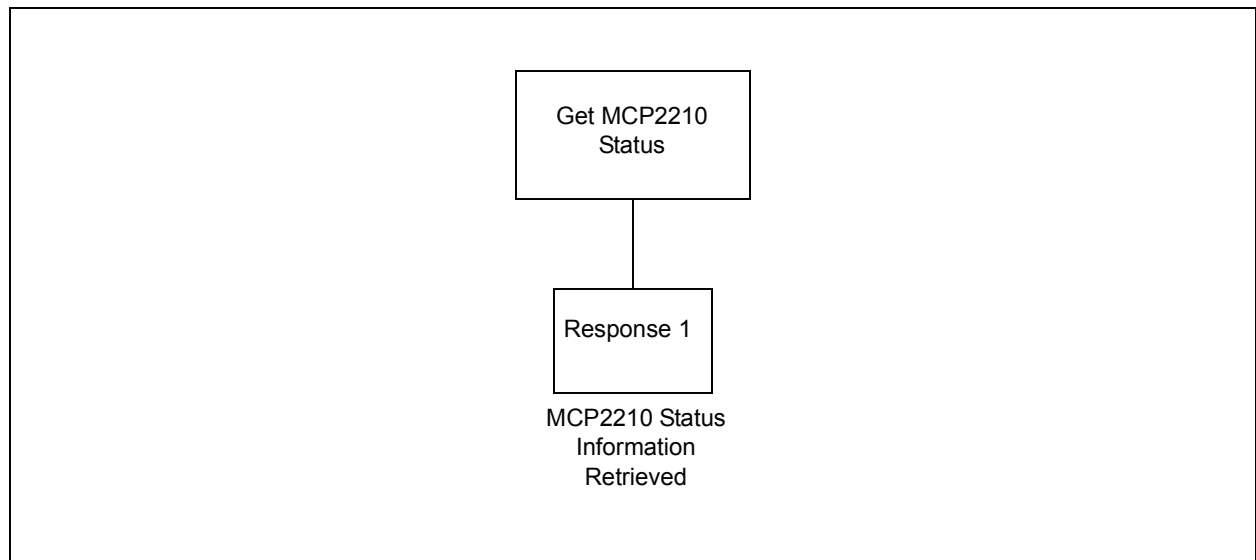 Get MCP2210
Status
Response 1
MCP2210 Status
Information
Retrieved